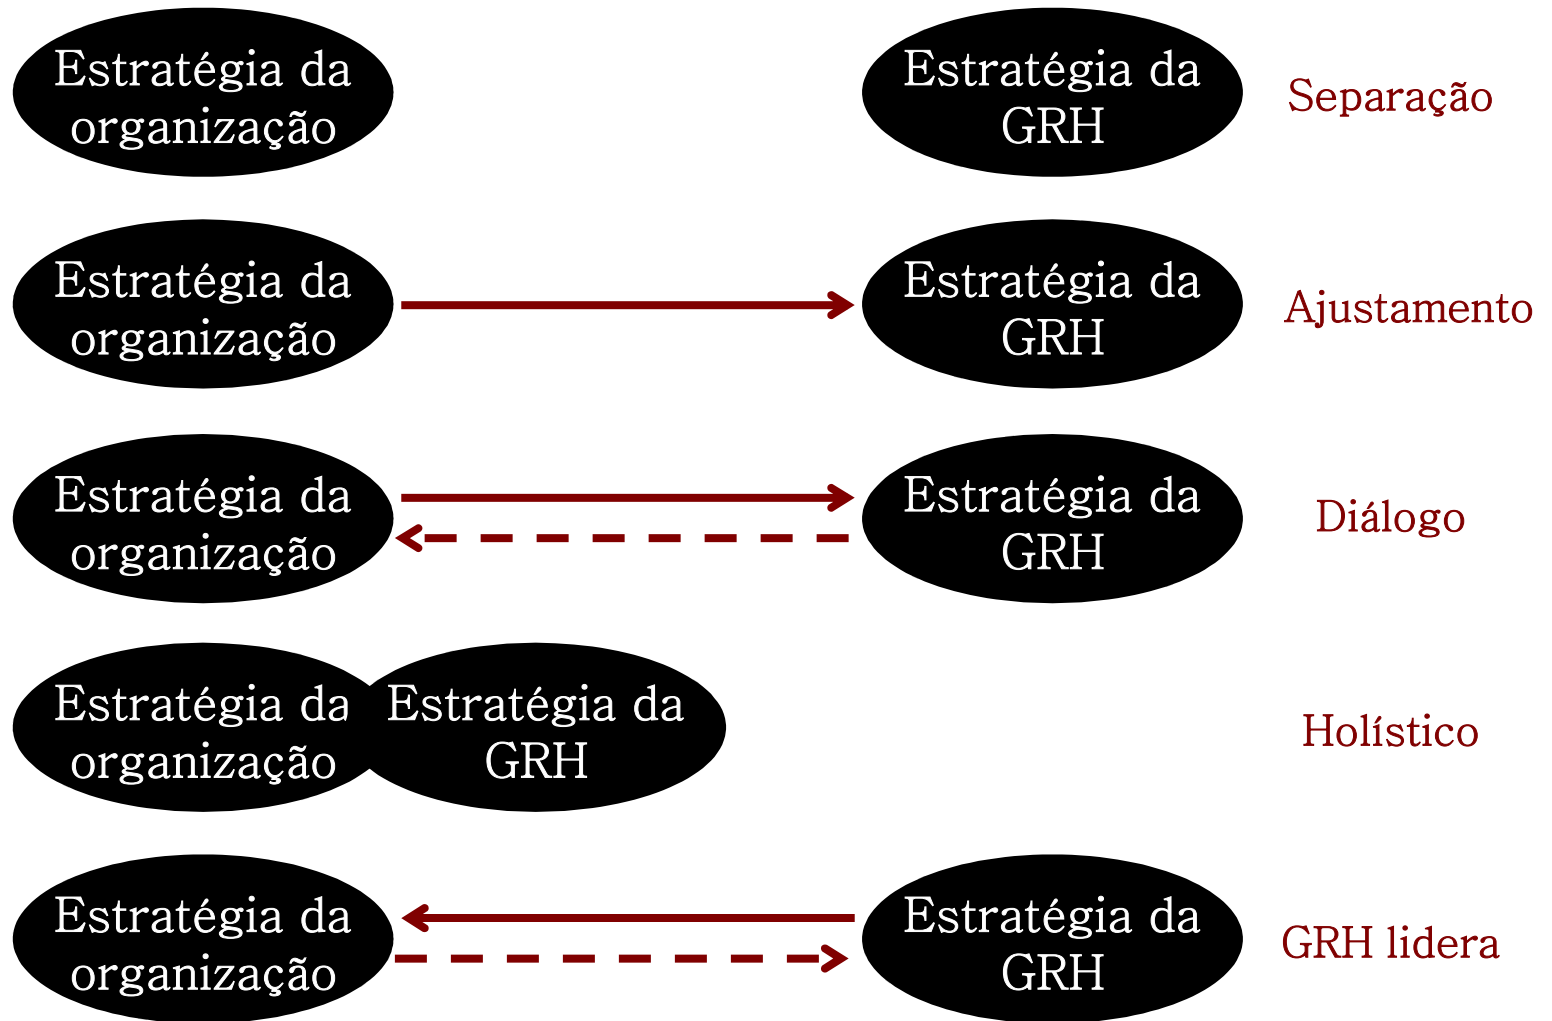 Estratégia da
organização
Estratégia da
GRH
Separação
Estratégia da
organização
Estratégia da
GRH
Ajustamento
Estratégia da
organização
Estratégia da
GRH
Diálogo
Estratégia da
organização
Estratégia da
GRH
Holístico
Estratégia da
organização
Estratégia da
GRH
GRH lidera